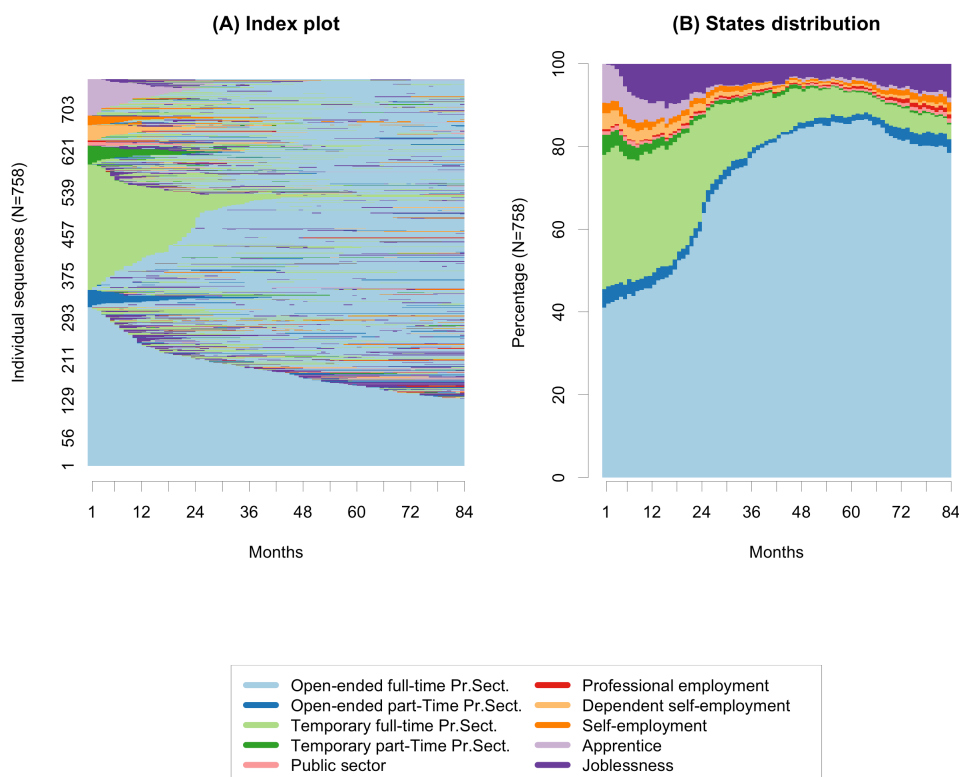 (A) Index plot
(B) States distribution
Individual sequences (N=758)
1 56 129 211 293 375 457 539 621 703
1 12 24 36 48 60 72 84
Months
Percentage (N=758)
0 20 40 60 80 100
1 12 24 36 48 60 72 84
Months
Open-ended full-time Pr.Sect.
Open-ended part-Time Pr.Sect.
Temporary full-time Pr.Sect.
Temporary part-Time Pr.Sect.
Public sector
Professional employment
Dependent self-employment
Self-employment
Apprentice
Joblessness